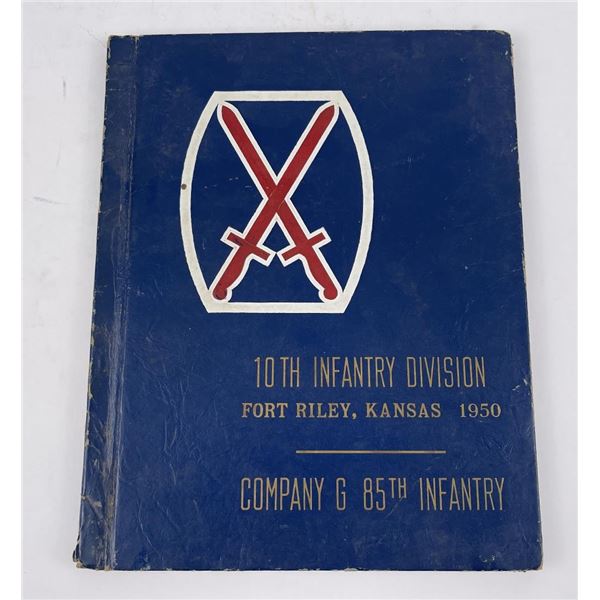 10TH INFANTRY DIVISION
FORT RILEY, KANSAS 1950
COMPANY G 85TH INFANTRY